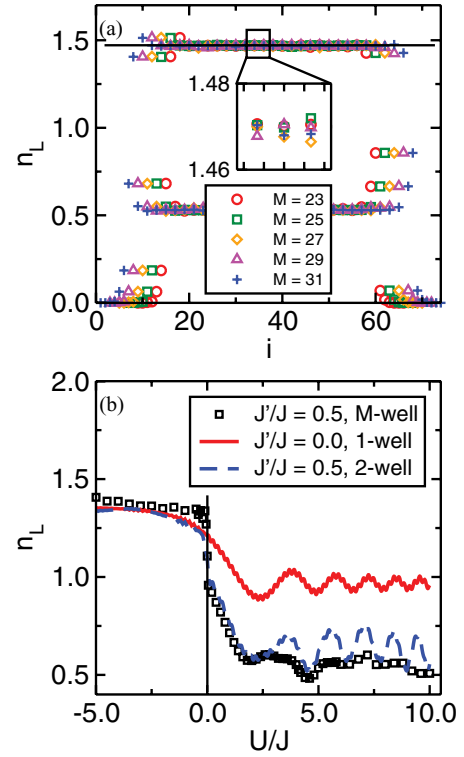 (a)
1.5
1.0
0.5
0.0
n_L
1.48
1.46
M = 23
M = 25
M = 27
M = 29
M = 31
20 40 60
i
(b)
2.0
1.5
1.0
0.5
n_L
J'/J = 0.5, M-well
J'/J = 0.0, 1-well
J'/J = 0.5, 2-well
-5.0 0.0 5.0 10.0
U/J